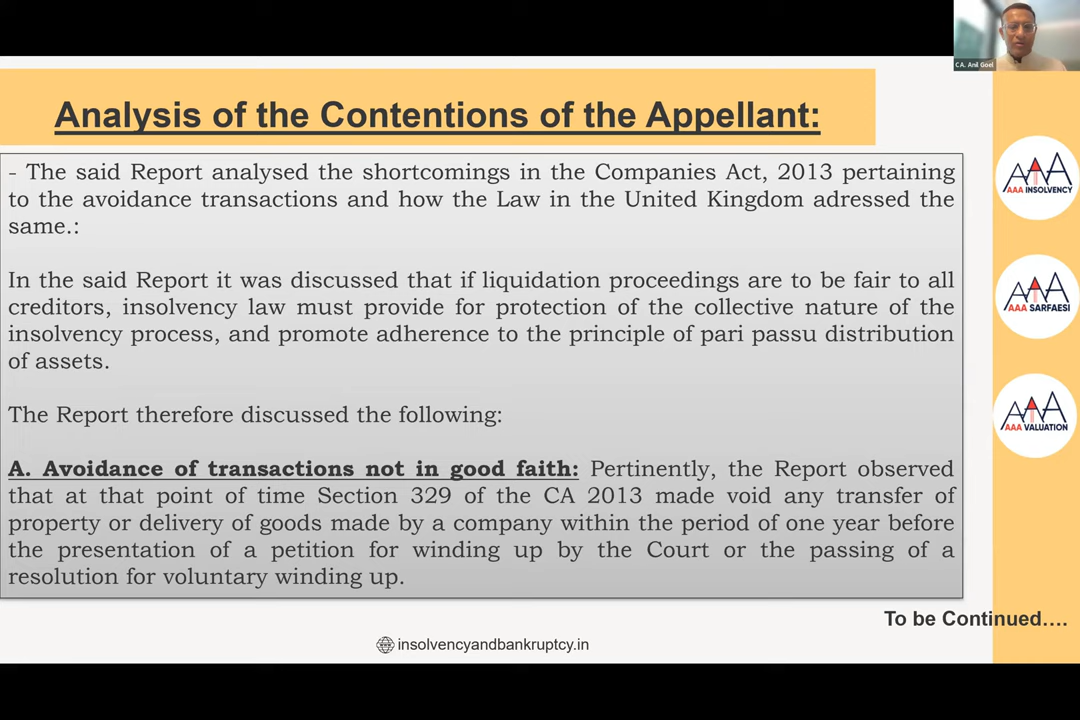 CA. Anil Goel
Analysis of the Contentions of the Appellant:
- The said Report analysed the shortcomings in the Companies Act, 2013 pertaining
to the avoidance transactions and how the Law in the United Kingdom adressed the
same.:
In the said Report it was discussed that if liquidation proceedings are to be fair to all
creditors, insolvency law must provide for protection of the collective nature of the
insolvency process, and promote adherence to the principle of pari passu distribution
of assets.
The Report therefore discussed the following:
A. Avoidance of transactions not in good faith: Pertinently, the Report observed
that at that point of time Section 329 of the CA 2013 made void any transfer of
property or delivery of goods made by a company within the period of one year before
the presentation of a petition for winding up by the Court or the passing of a
resolution for voluntary winding up.
AAA INSOLVENCY
AAA SARFAESI
AAA VALUATION
To be Continued....
insolvencyandbankruptcy.in